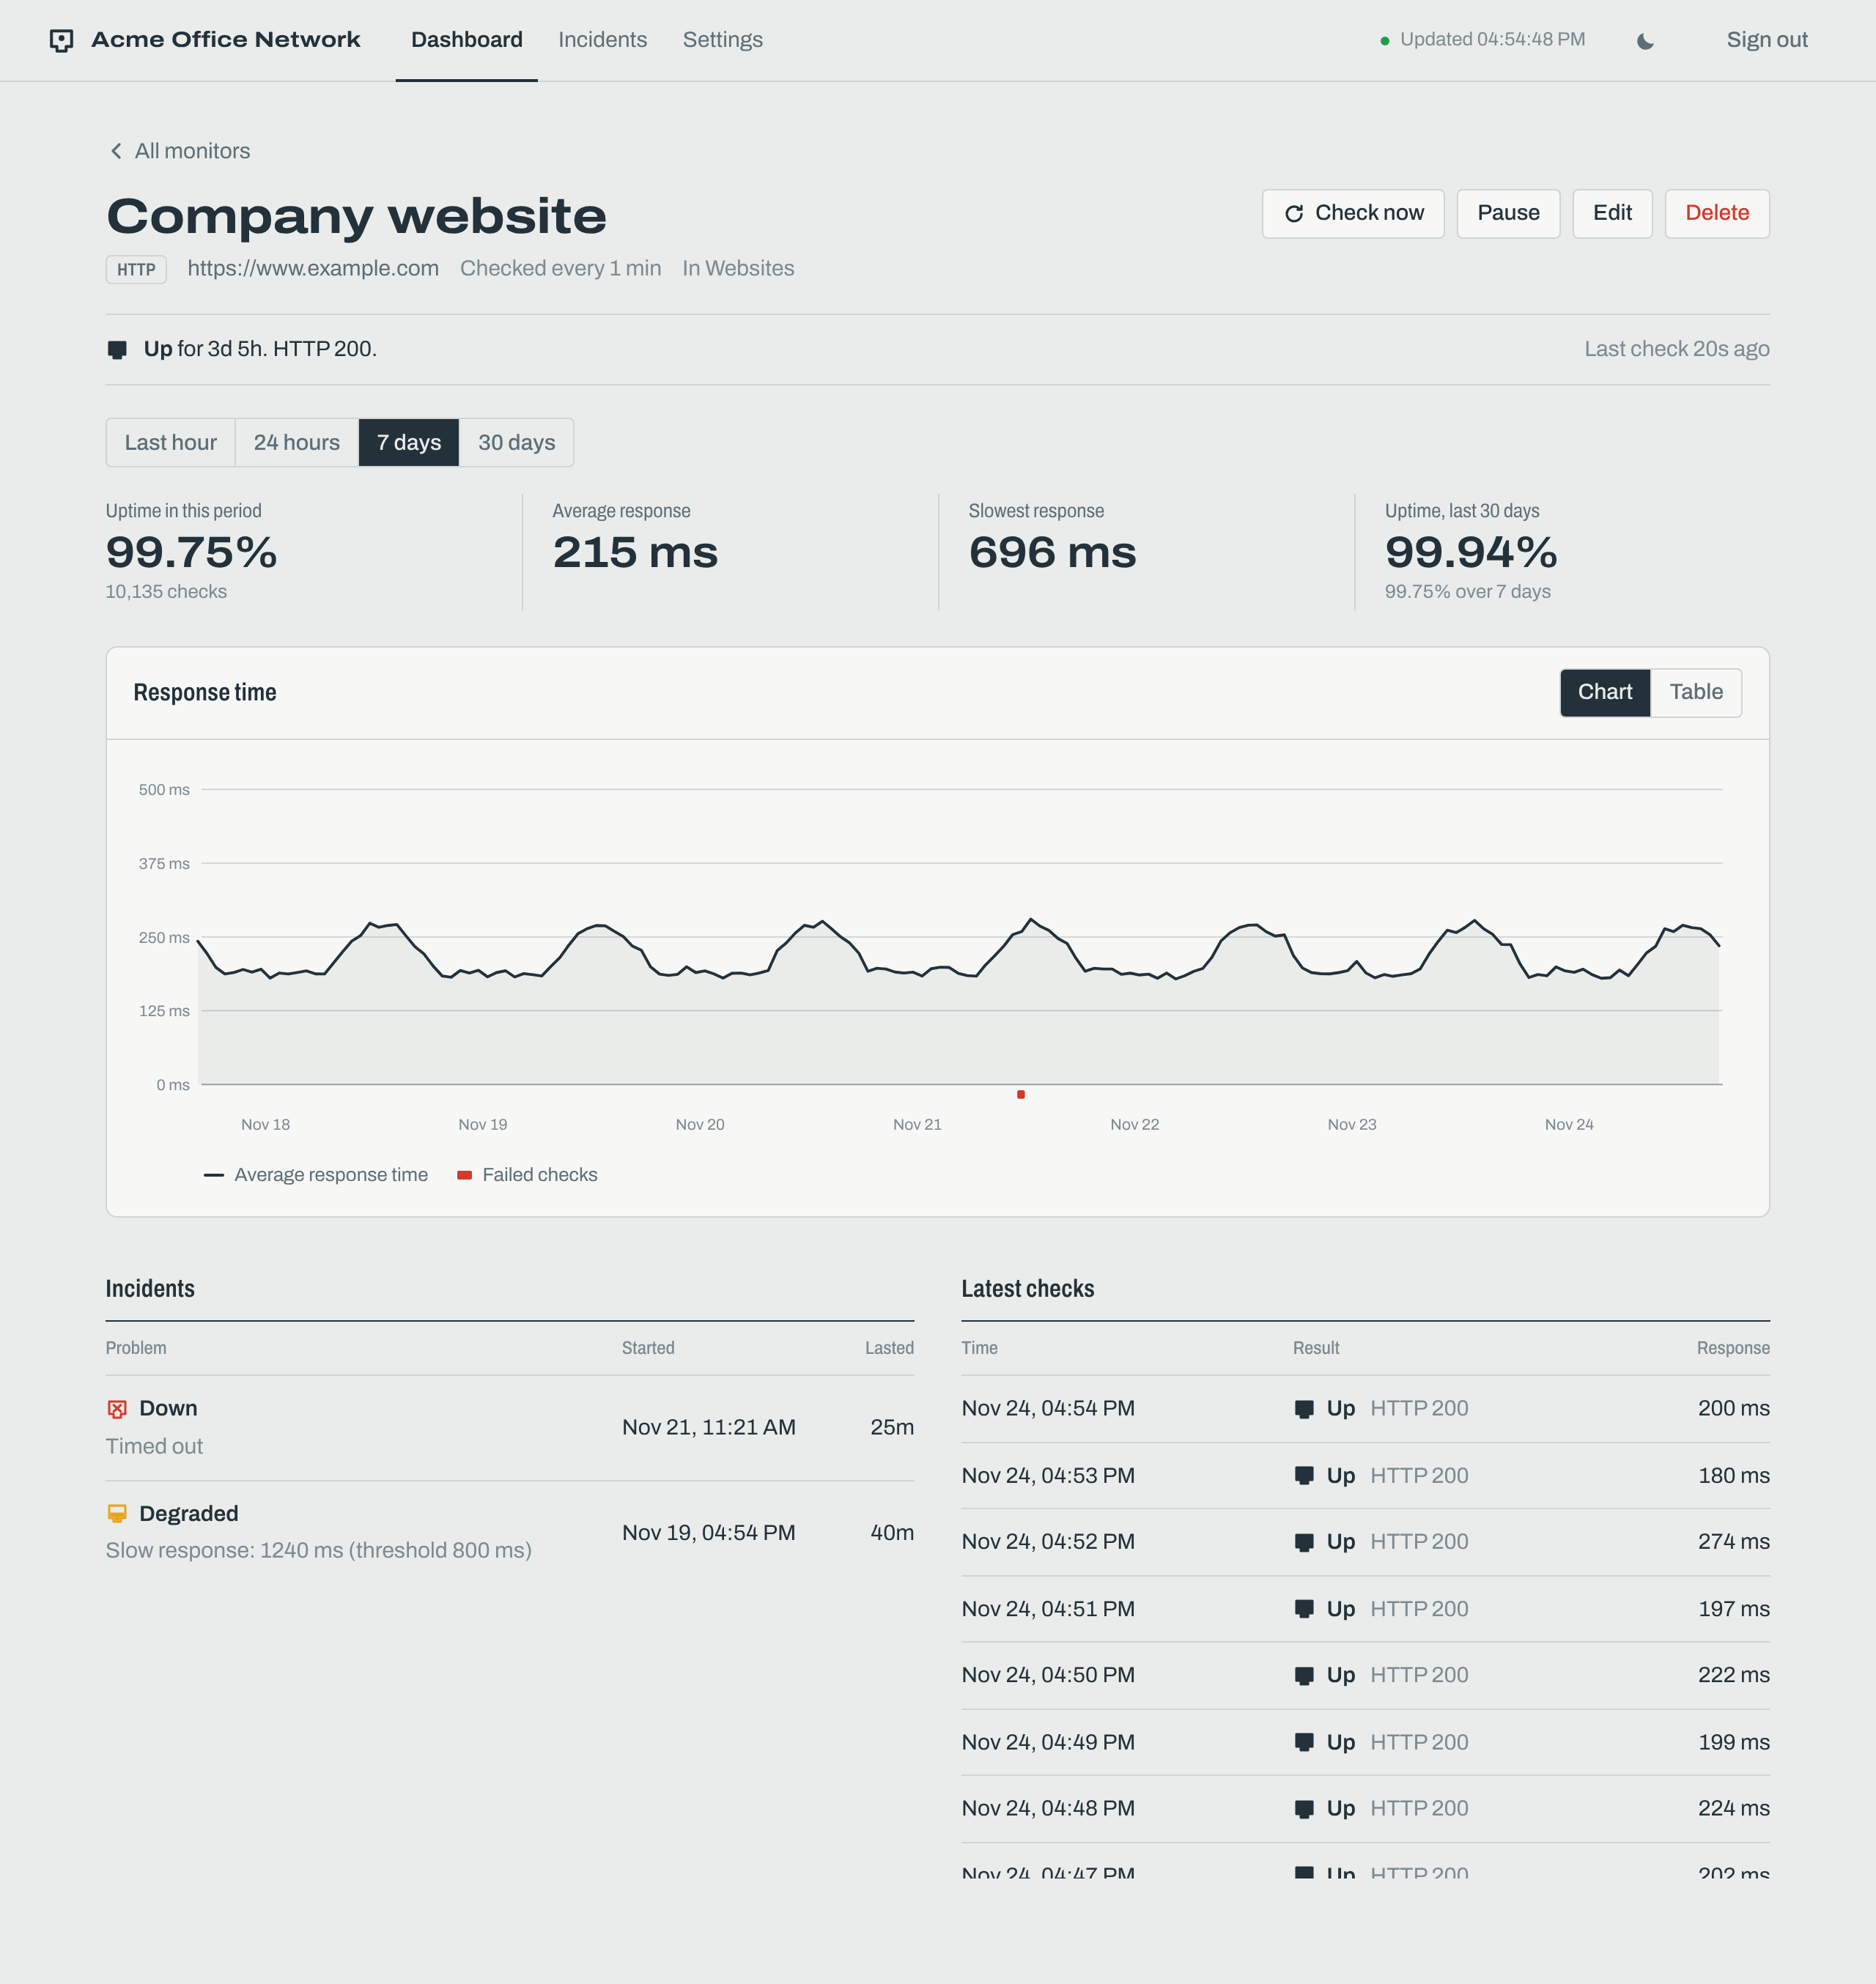 Acme Office Network Dashboard Incidents Settings Updated 04:54:48 PM Sign out
All monitors
Company website Check now Pause Edit Delete
HTTP https://www.example.com Checked every 1 min In Websites
Up for 3d 5h. HTTP 200. Last check 20s ago
Last hour 24 hours 7 days 30 days
Uptime in this period Average response Slowest response Uptime, last 30 days
99.75% 215 ms 696 ms 99.94%
10,135 checks 99.75% over 7 days
Response time Chart Table
500 ms
375 ms
250 ms
125 ms
0 ms
Nov 18 Nov 19 Nov 20 Nov 21 Nov 22 Nov 23 Nov 24
Average response time Failed checks
Incidents
Problem Started Lasted
Down
Timed out
Nov 21, 11:21 AM 25m
Degraded
Slow response: 1240 ms (threshold 800 ms)
Nov 19, 04:54 PM 40m
Latest checks
Time Result Response
Nov 24, 04:54 PM Up HTTP 200 200 ms
Nov 24, 04:53 PM Up HTTP 200 180 ms
Nov 24, 04:52 PM Up HTTP 200 274 ms
Nov 24, 04:51 PM Up HTTP 200 197 ms
Nov 24, 04:50 PM Up HTTP 200 222 ms
Nov 24, 04:49 PM Up HTTP 200 199 ms
Nov 24, 04:48 PM Up HTTP 200 224 ms
Nov 24, 04:47 PM Up HTTP 200 202 ms